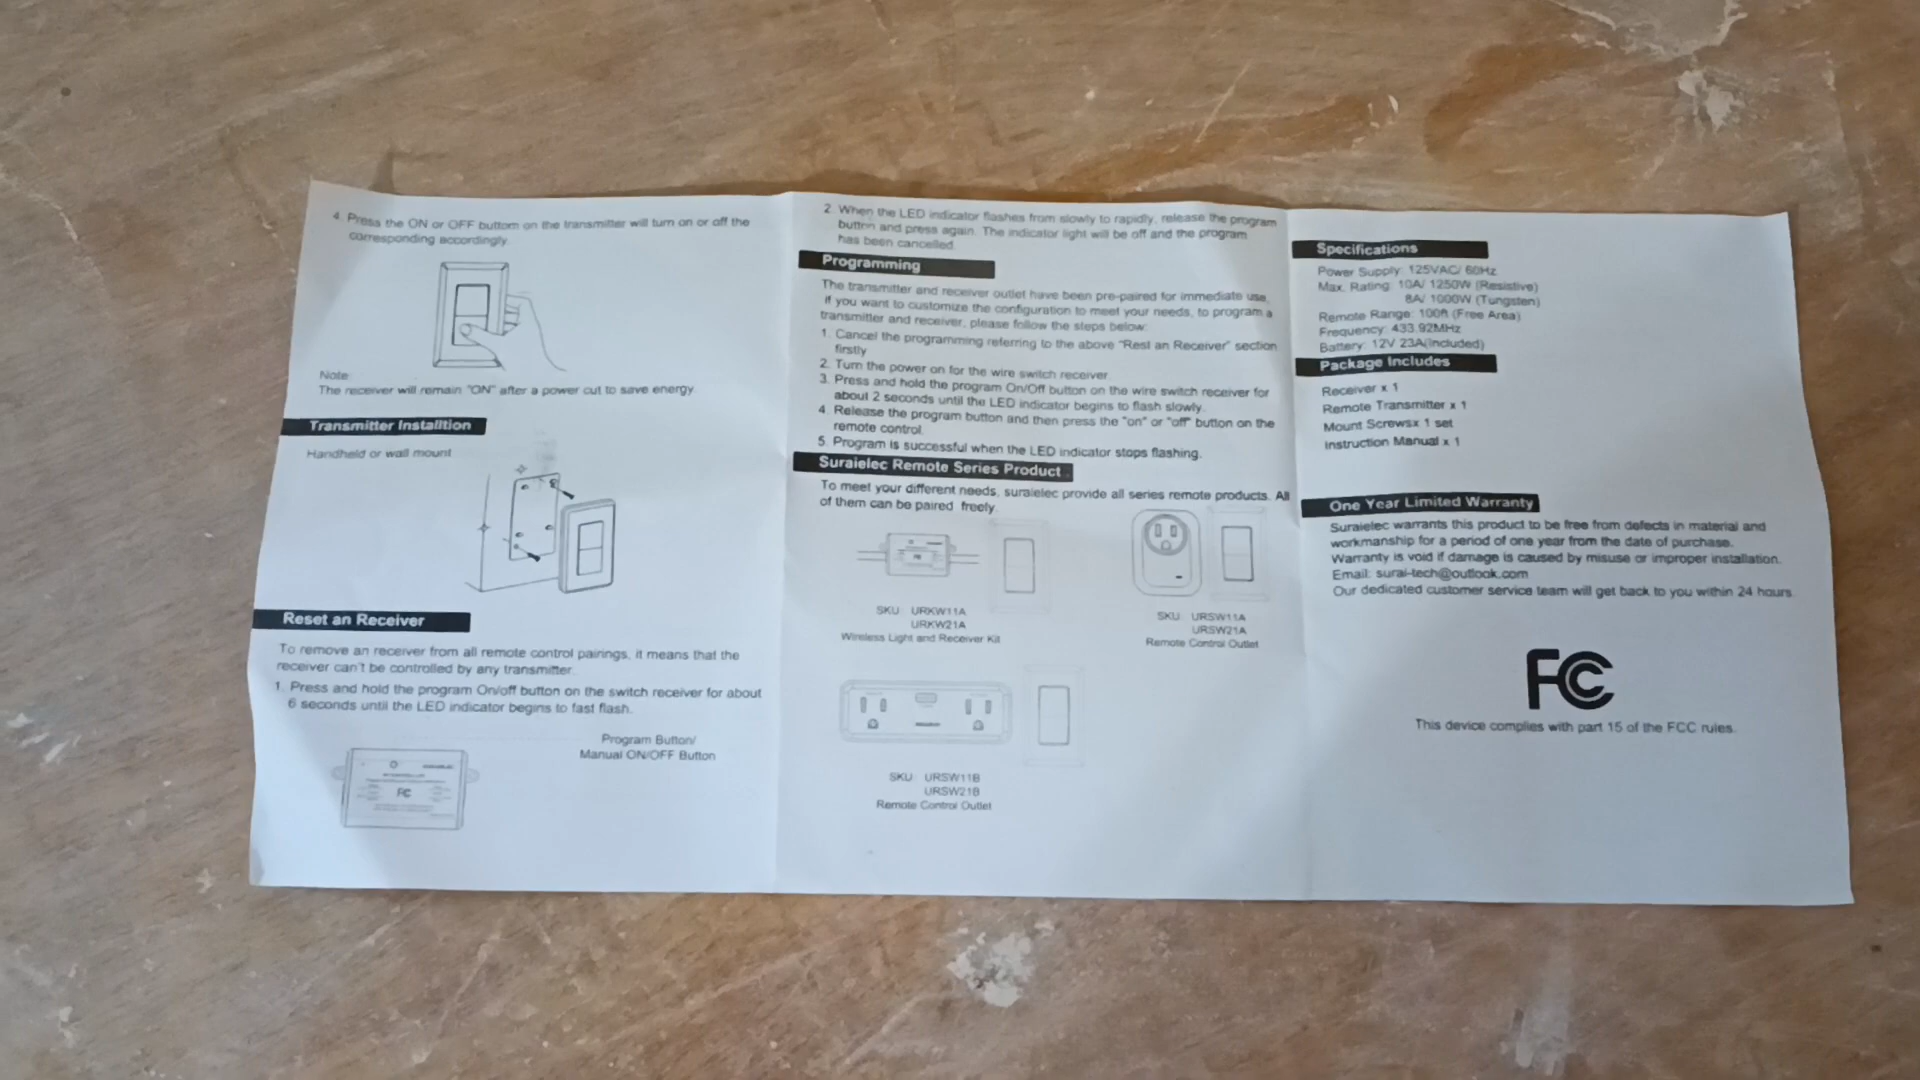 4. Press the ON or OFF buttom on the transmitter will turn on or off the
corresponding accordingly.
Note:
The receiver will remain "ON" after a power cut to save energy.
Transmitter Installtion
Handheld or wall mount
Reset an Receiver
To remove an receiver from all remote control pairings, it means that the
receiver can't be controlled by any transmitter.
1. Press and hold the program On/off button on the switch receiver for about
6 seconds until the LED indicator begins to fast flash.
Program Button/
Manual ON/OFF Button
FC
2. When the LED indicator flashes from slowly to rapidly, release the program
button and press again. The indicator light will be off and the program
has been cancelled.
Programming
The transmitter and receiver outlet have been pre-paired for immediate use,
if you want to customize the configuration to meet your needs, to program a
transmitter and receiver, please follow the steps below:
1. Cancel the programming referring to the above "Rest an Receiver" section
firstly
2. Turn the power on for the wire switch receiver
3. Press and hold the program On/Off button on the wire switch receiver for
about 2 seconds until the LED indicator begins to flash slowly.
4. Release the program button and then press the "on" or "off" button on the
remote control.
5. Program is successful when the LED indicator stops flashing.
Suraielec Remote Series Product
To meet your different needs, suraielec provide all series remote products. All
of them can be paired freely.
SKU: URKW11A
URKW21A
Wireless Light and Receiver Kit
SKU: URSW11A
URSW21A
Remote Control Outlet
SKU: URSW11B
URSW21B
Remote Control Outlet
Specifications
Power Supply: 125VAC/ 60Hz
Max. Rating: 10A/ 1250W (Resistive)
8A/ 1000W (Tungsten)
Remote Range: 100ft (Free Area)
Frequency: 433.92MHz
Battery: 12V 23A(Included)
Package Includes
Receiver x 1
Remote Transmitter x 1
Mount Screwsx 1 set
Instruction Manual x 1
One Year Limited Warranty
Suraielec warrants this product to be free from defects in material and
workmanship for a period of one year from the date of purchase.
Warranty is void if damage is caused by misuse or improper installation.
Email: surai-tech@outlook.com
Our dedicated customer service team will get back to you within 24 hours.
FC
This device complies with part 15 of the FCC rules.